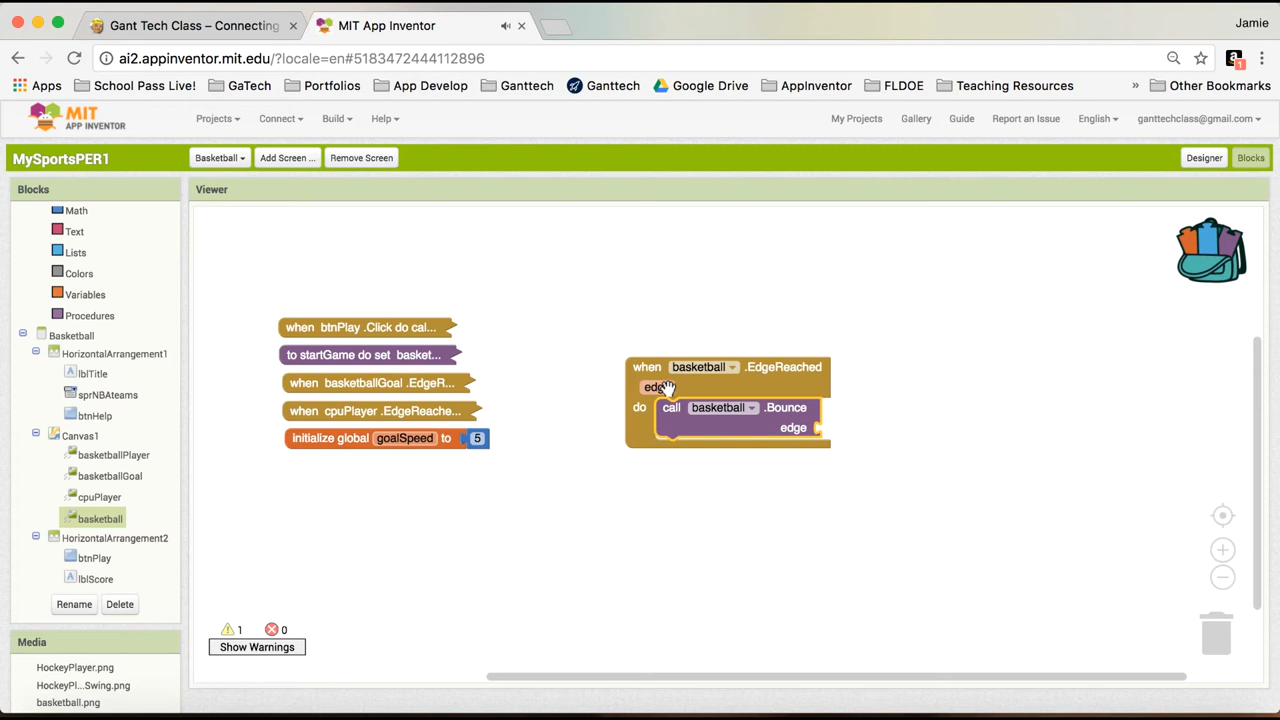 Gant Tech Class – Connecting
MIT App Inventor
Jamie
ai2.appinventor.mit.edu/?locale=en#5183472444112896
1
Apps
School Pass Live!
GaTech
Portfolios
App Develop
Ganttech
Ganttech
Google Drive
AppInventor
FLDOE
Teaching Resources
»
Other Bookmarks
MIT
APP INVENTOR
Projects
Connect
Build
Help
My Projects
Gallery
Guide
Report an Issue
English
ganttechclass@gmail.com
MySportsPER1
Basketball
Add Screen ...
Remove Screen
Designer
Blocks
Blocks
Viewer
Math
Text
Lists
Colors
Variables
Procedures
Basketball
HorizontalArrangement1
lblTitle
sprNBAteams
btnHelp
Canvas1
basketballPlayer
basketballGoal
cpuPlayer
basketball
HorizontalArrangement2
btnPlay
lblScore
Rename
Delete
Media
HockeyPlayer.png
HockeyPl...Swing.png
basketball.png
when btnPlay .Click do cal...
to startGame do set basket...
when basketballGoal .EdgeR...
when cpuPlayer .EdgeReache...
initialize global goalSpeed to 5
when basketball .EdgeReached
do call basketball .Bounce
edge
1
0
Show Warnings